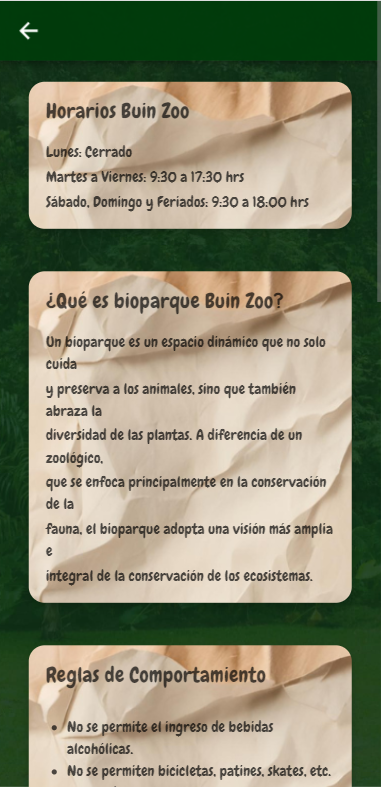 Horarios Buin Zoo
Lunes: Cerrado
Martes a Viernes: 9:30 a 17:30 hrs
Sábado, Domingo y Feriados: 9:30 a 18:00 hrs
¿Qué es bioparque Buin Zoo?
Un bioparque es un espacio dinámico que no solo
cuida
y preserva a los animales, sino que también
abraza la
diversidad de las plantas. A diferencia de un
zoológico,
que se enfoca principalmente en la conservación
de la
fauna, el bioparque adopta una visión más amplia
e
integral de la conservación de los ecosistemas.
Reglas de Comportamiento
• No se permite el ingreso de bebidas
alcohólicas.
• No se permiten bicicletas, patines, skates, etc.